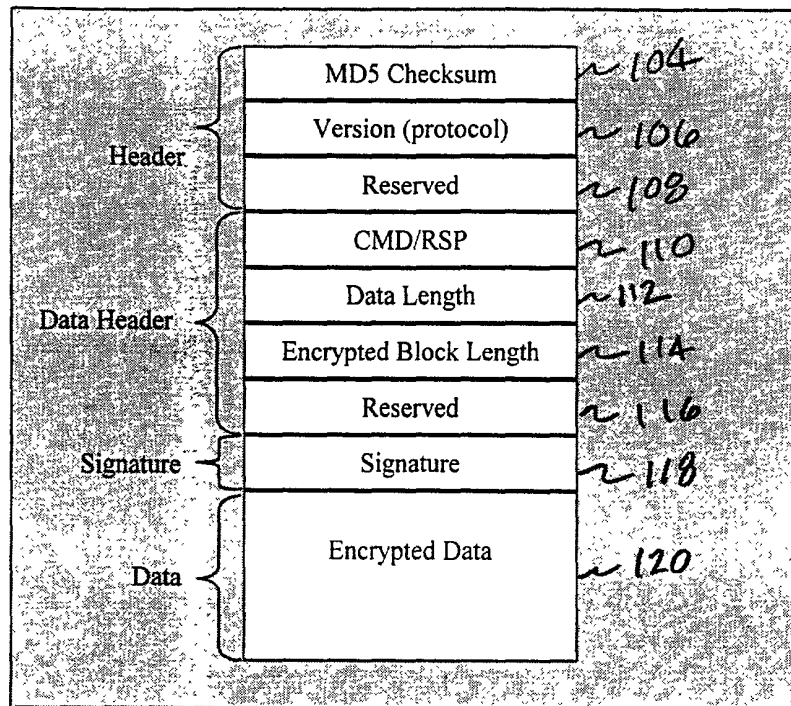 MD5 Checksum 104
Version (protocol) 106
Header
Reserved 108
CMD/RSP 110
Data Length 112
Data Header
Encrypted Block Length 114
Reserved 116
Signature Signature 118
Encrypted Data 120
Data